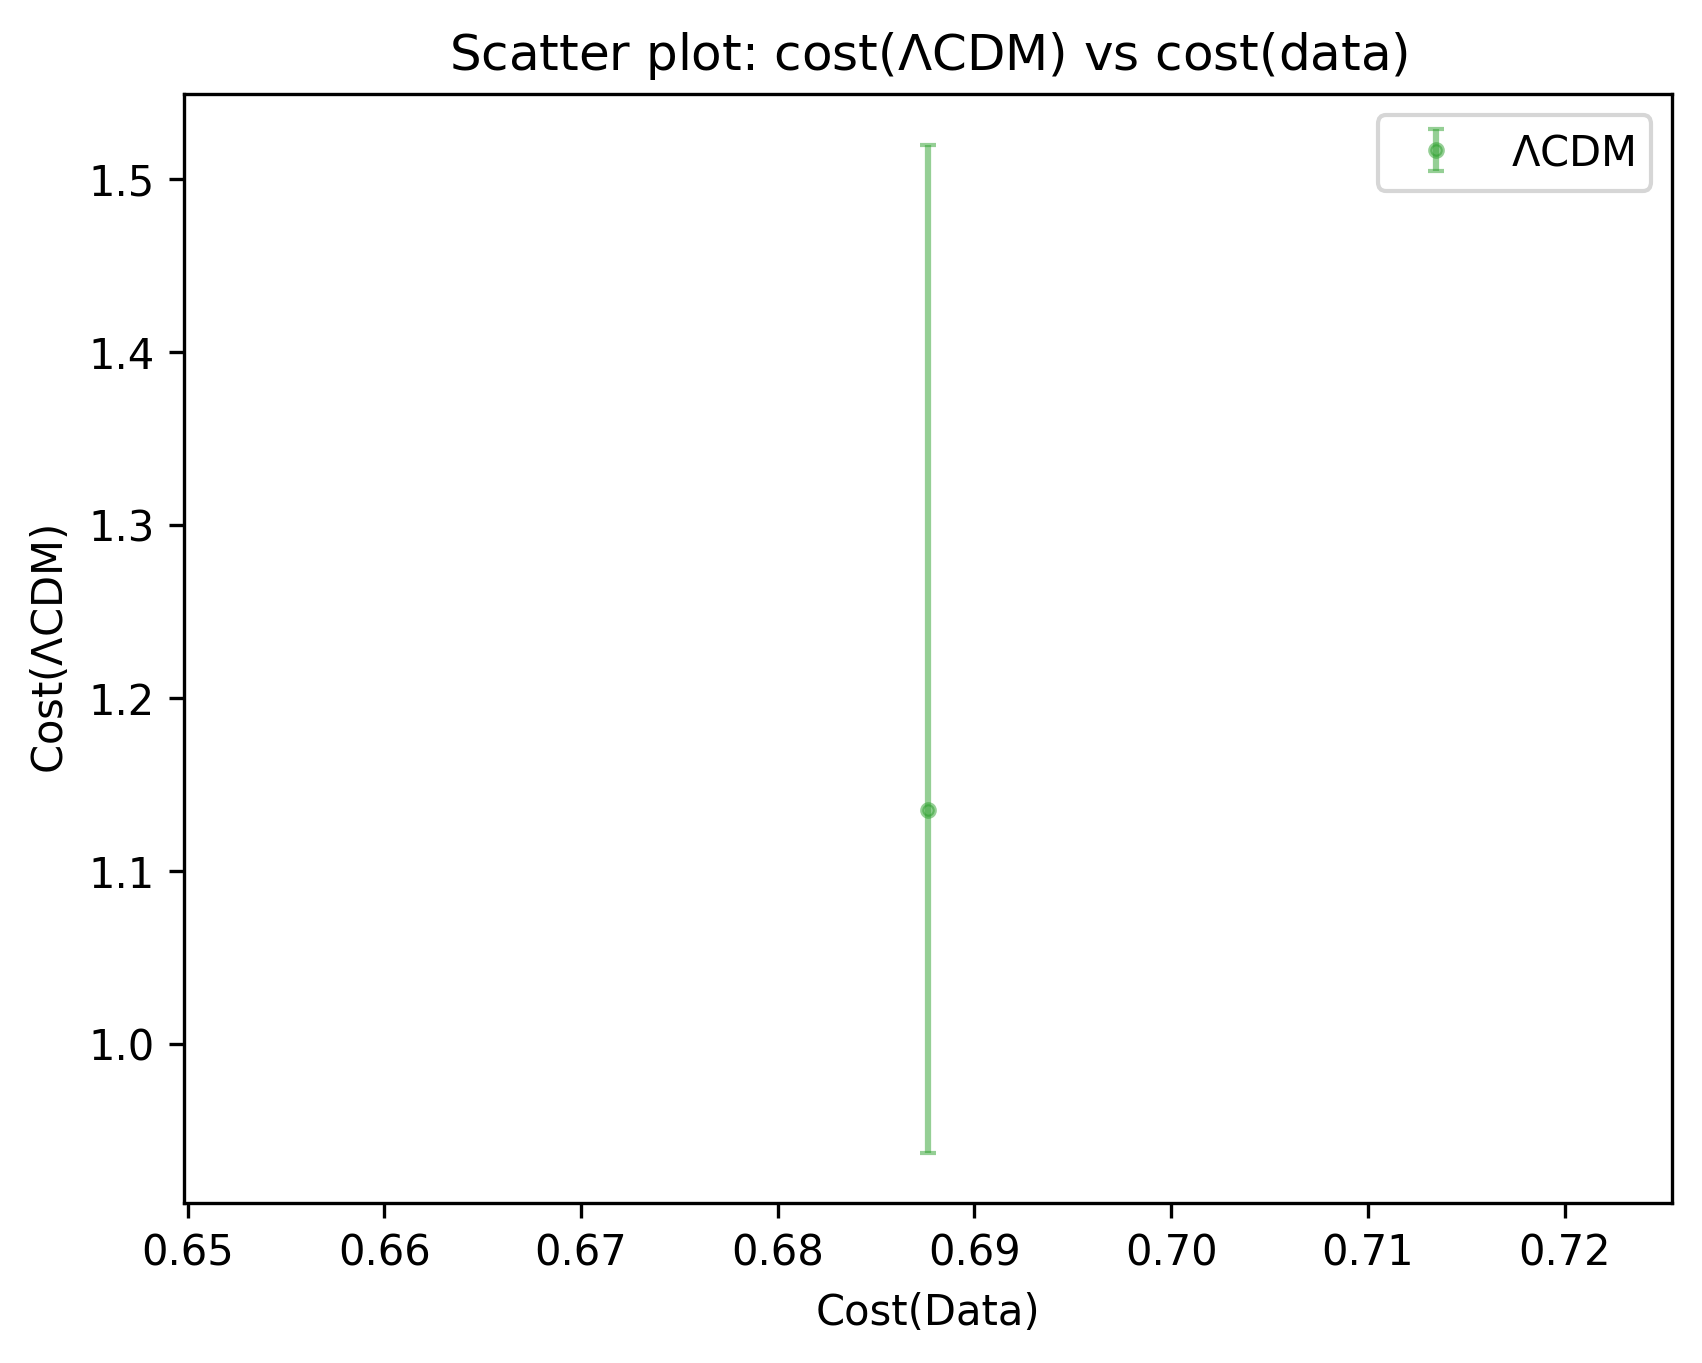 Scatter plot: cost(ΛCDM) vs cost(data)
ΛCDM
Cost(ΛCDM)
1.5
1.4
1.3
1.2
1.1
1.0
0.65 0.66 0.67 0.68 0.69 0.70 0.71 0.72
Cost(Data)